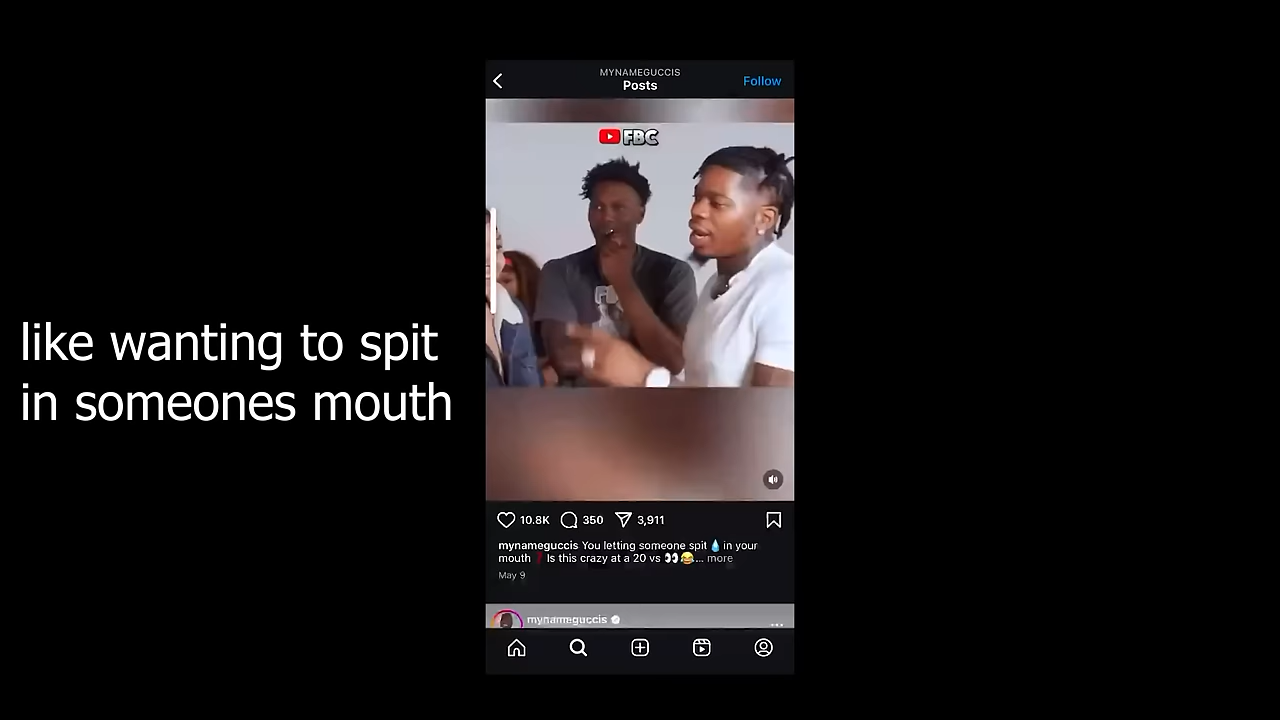 MYNAMEGUCCIS
Posts
Follow
FBC
like wanting to spit
in someones mouth
10.8K
350
3,911
mynameguccis You letting someone spit 💧 in your
mouth❓Is this crazy at a 20 vs 👀😂... more
May 9
mynameguccis